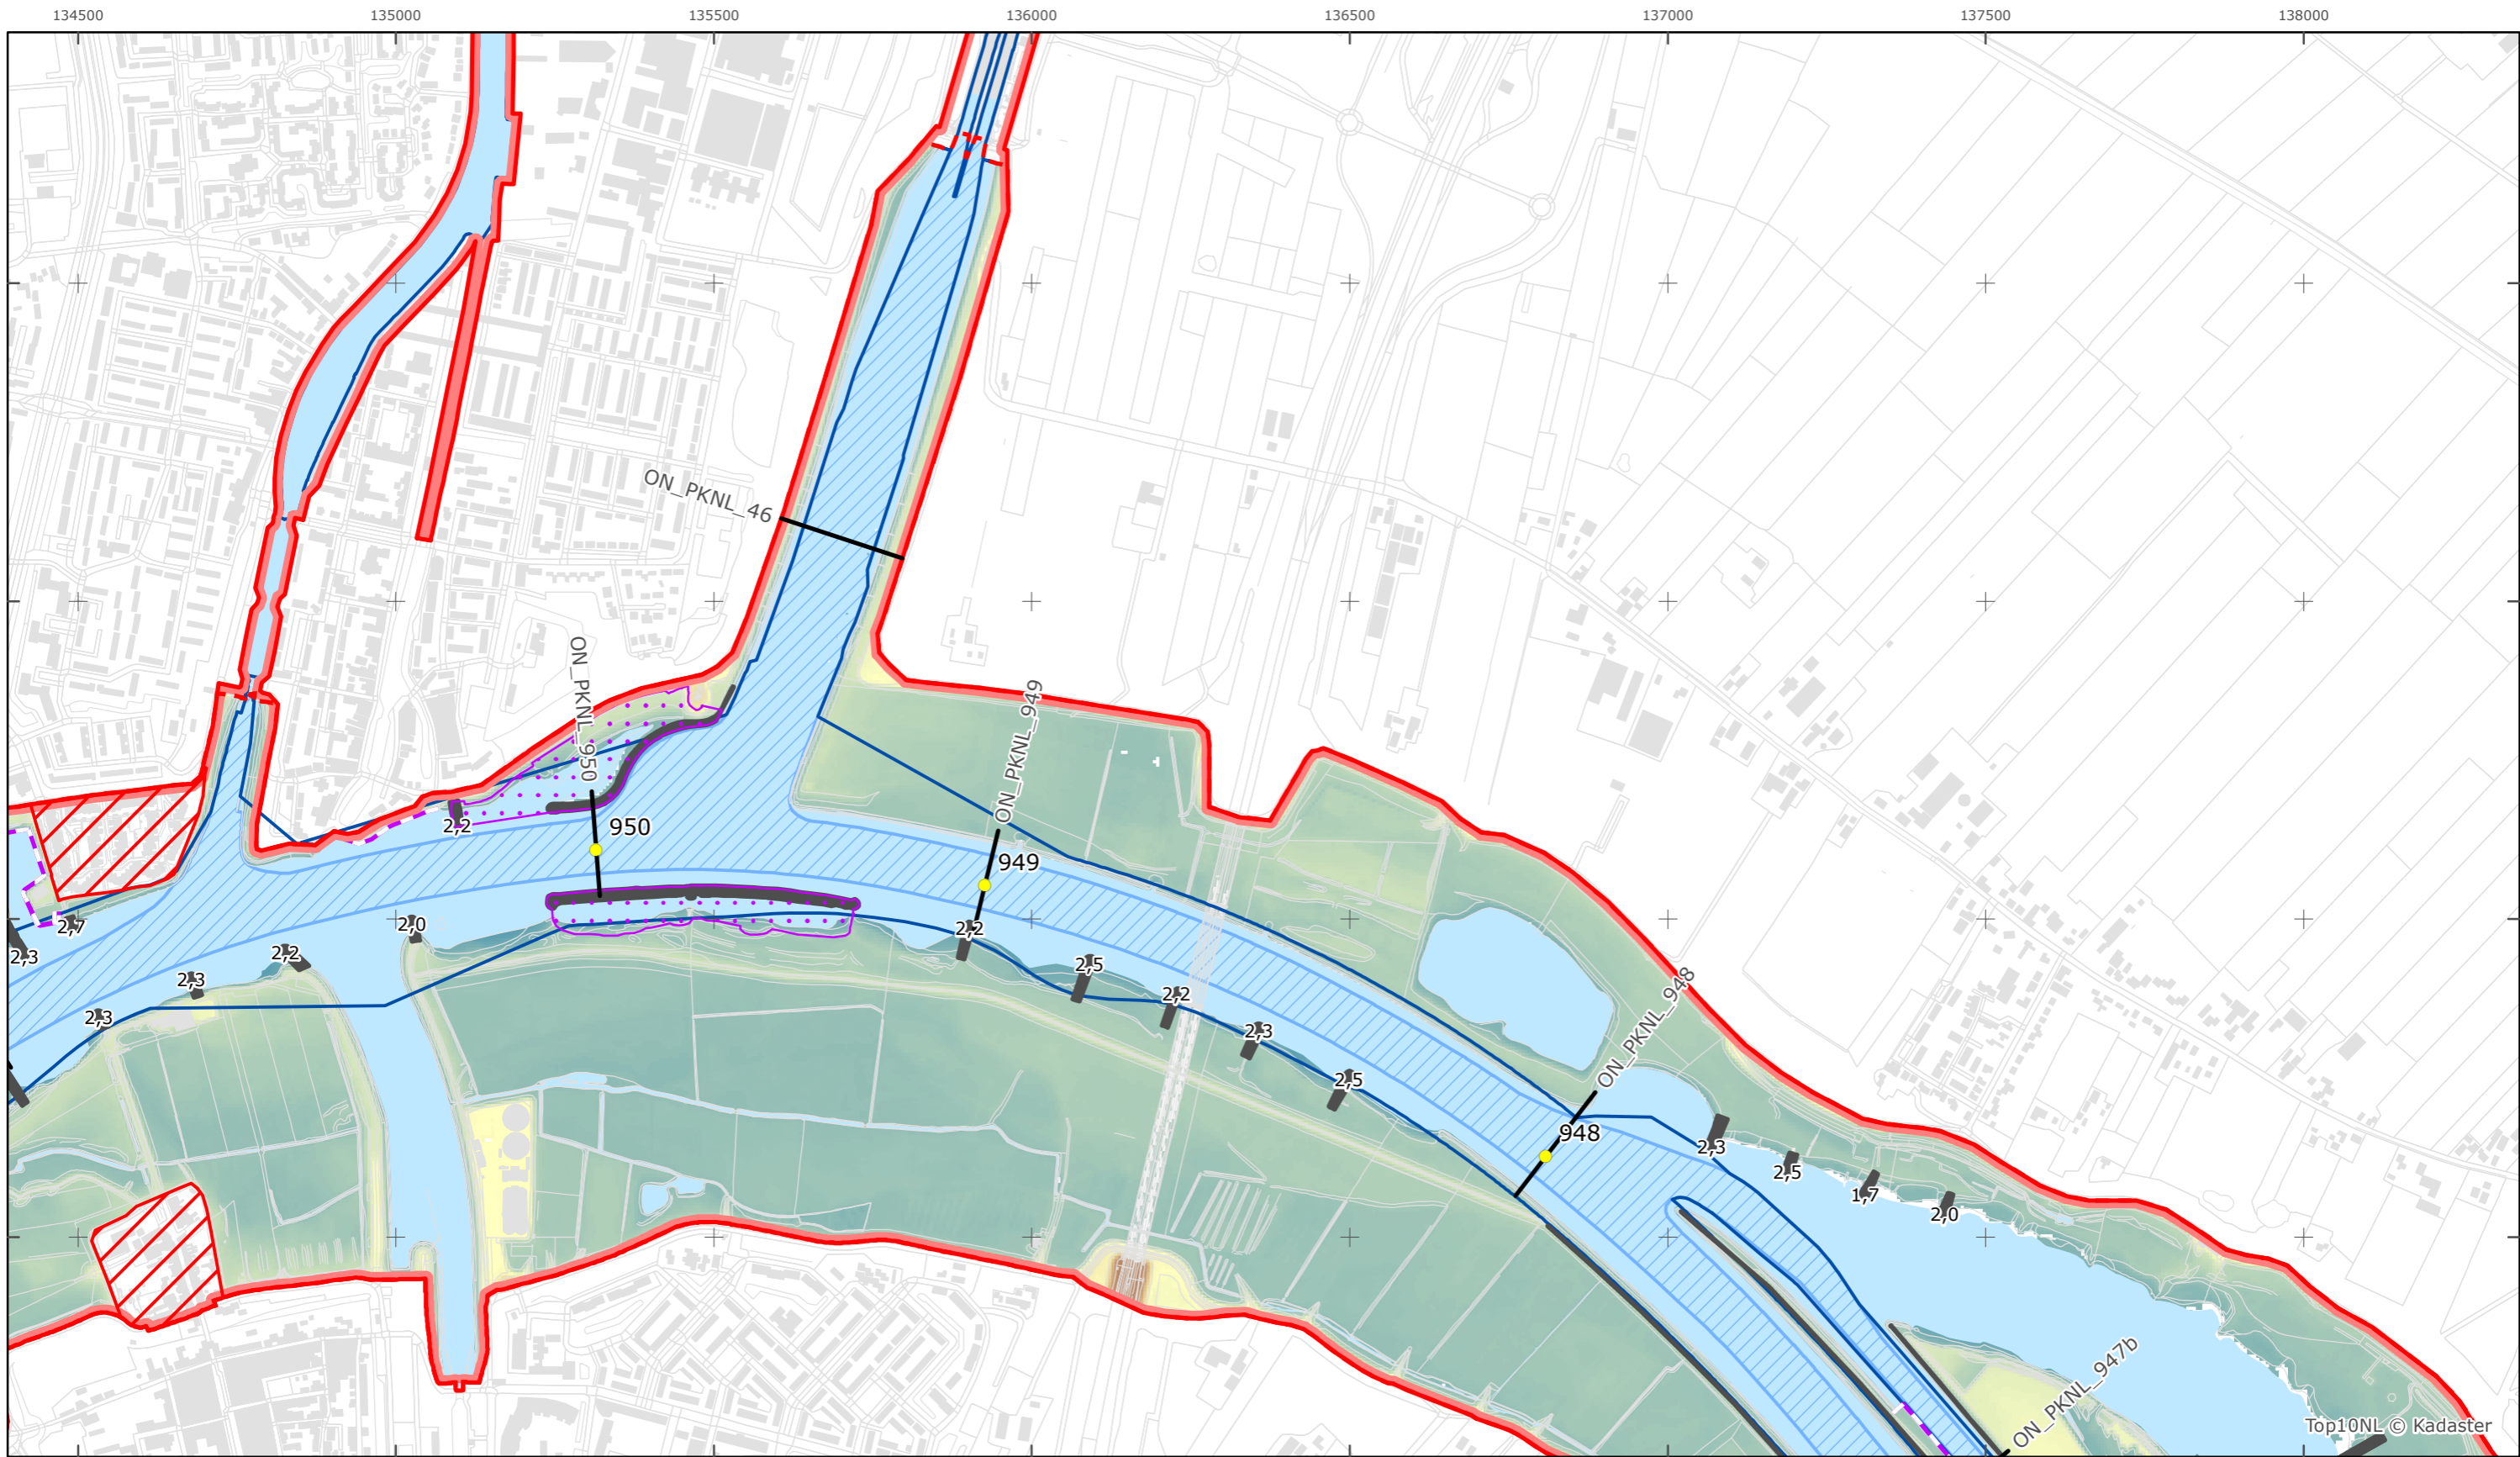 134500 135000 135500 136000 136500 137000 137500 138000
ON_PKNL_46
ON_PKNL_950
ON_PKNL_949
2,2
950
949
2,7
2,0
2,2
2,3
2,2
2,5
2,3
2,2
ON_PKNL_948
2,3
2,3
2,5
948
2,3
2,5
1,7
2,0
ON_PKNL_947b
Top10NL © Kadaster